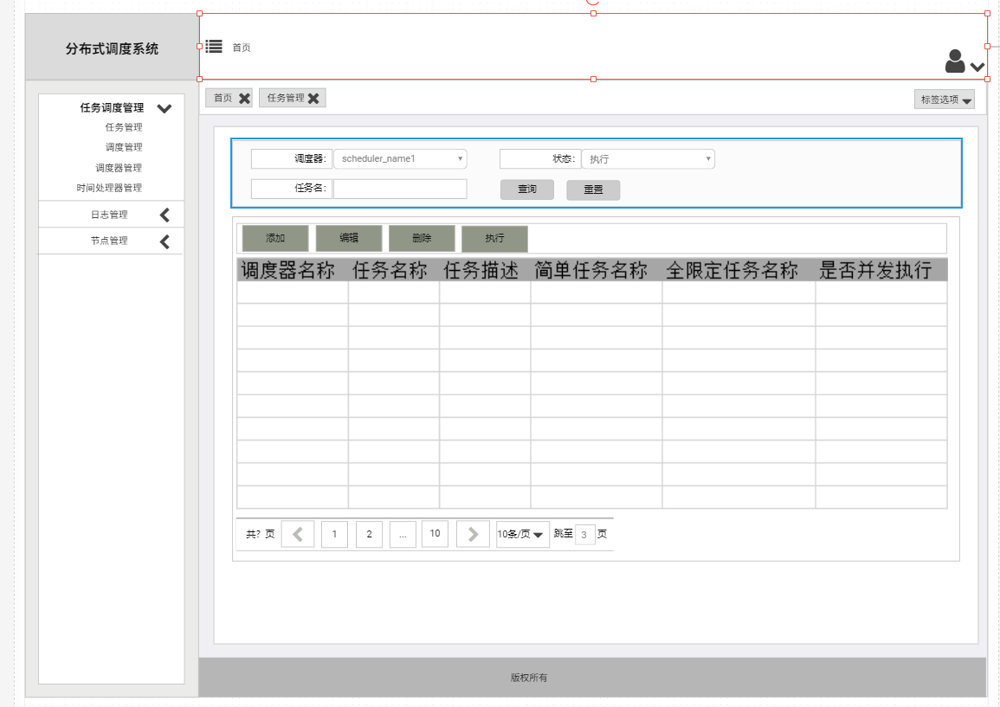 分布式调度系统
首页
任务调度管理
任务管理
调度管理
调度器管理
时间处理器管理
日志管理
节点管理
首页 任务管理 标签选项
调度器: scheduler_name1 状态: 执行
任务名: 查询 重置
添加 编辑 删除 执行
调度器名称 任务名称 任务描述 简单任务名称 全限定任务名称 是否并发执行
共? 页 1 2 ... 10 10条/页 跳至 3 页
版权所有